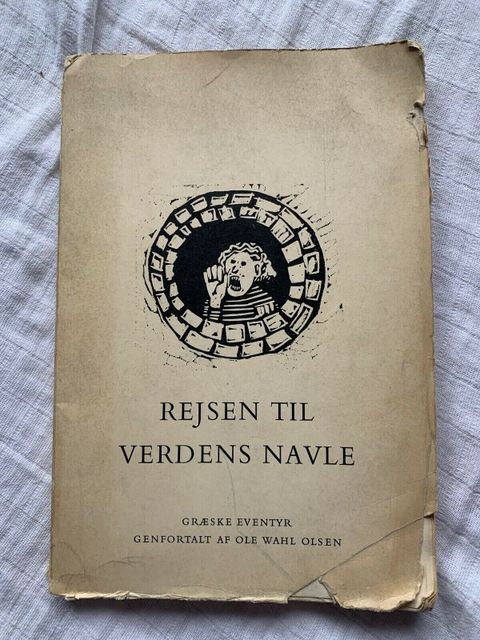 REJSEN TIL
VERDENS NAVLE
GRÆSKE EVENTYR
GENFORTALT AF OLE WAHL OLSEN